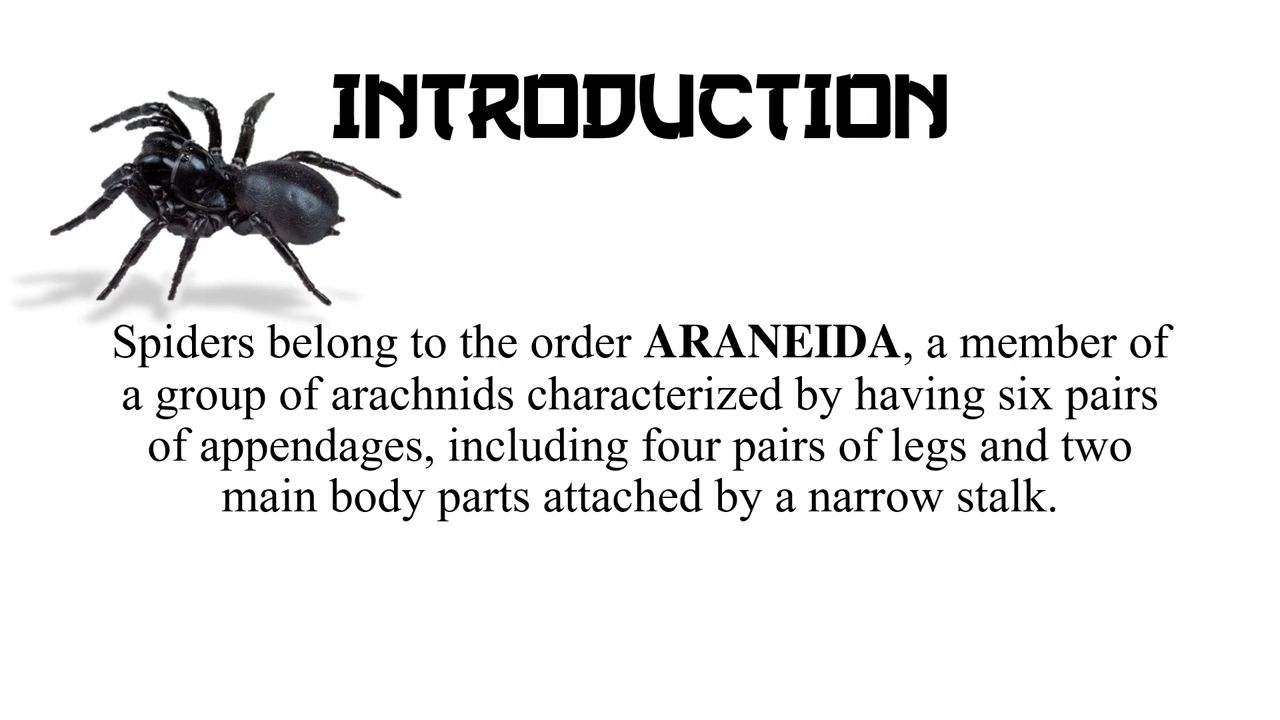 INTRODUCTION
Spiders belong to the order ARANEIDA, a member of
a group of arachnids characterized by having six pairs
of appendages, including four pairs of legs and two
main body parts attached by a narrow stalk.